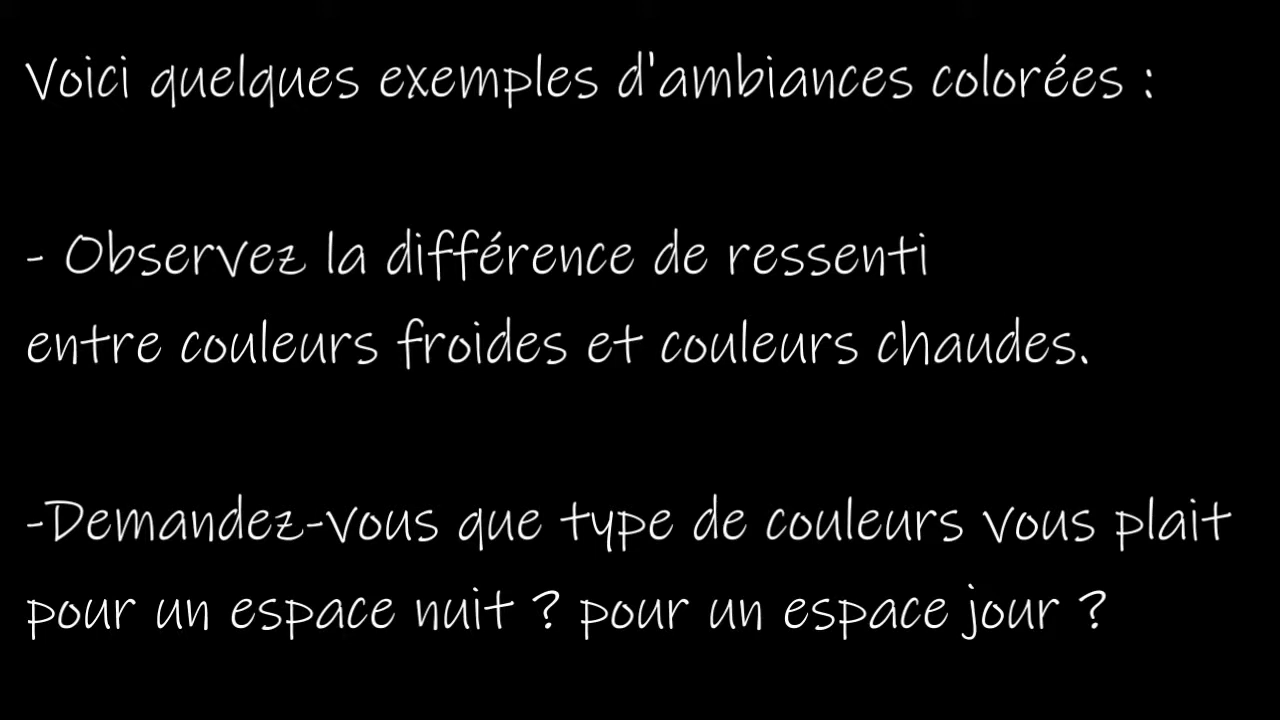 Voici quelques exemples d'ambiances colorées :
- Observez la différence de ressenti
entre couleurs froides et couleurs chaudes.
-Demandez-vous que type de couleurs vous plait
pour un espace nuit ? pour un espace jour ?